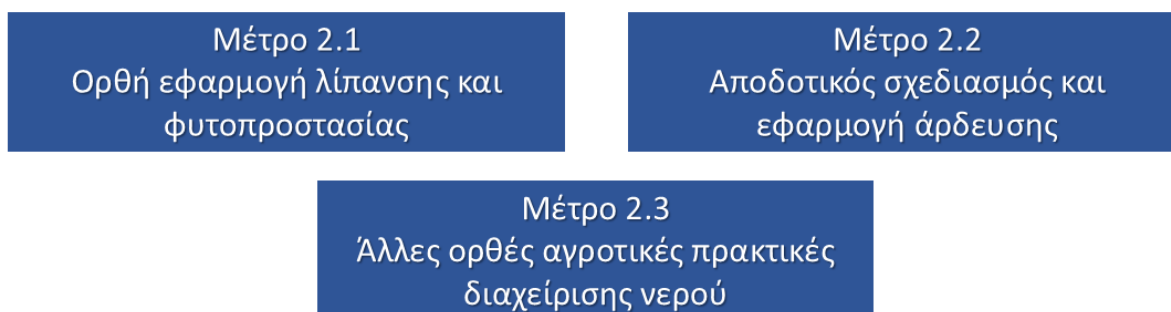 Μέτρο 2.1
Ορθή εφαρμογή λίπανσης και
φυτοπροστασίας
Μέτρο 2.2
Αποδοτικός σχεδιασμός και
εφαρμογή άρδευσης
Μέτρο 2.3
Άλλες ορθές αγροτικές πρακτικές
διαχείρισης νερού